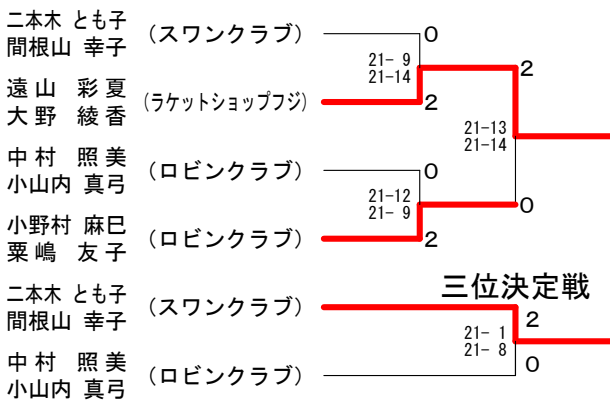 二本木 とも子
間根山 幸子
(スワンクラブ)
0
21- 9
21-14
2
遠山 彩夏
大野 綾香
(ラケットショップフジ)
2
21-13
21-14
中村 照美
小山内 真弓
(ロビンクラブ)
0
21-12
21- 9
0
小野村 麻巳
粟嶋 友子
(ロビンクラブ)
2
三位決定戦
二本木 とも子
間根山 幸子
(スワンクラブ)
2
21- 1
21- 8
0
中村 照美
小山内 真弓
(ロビンクラブ)